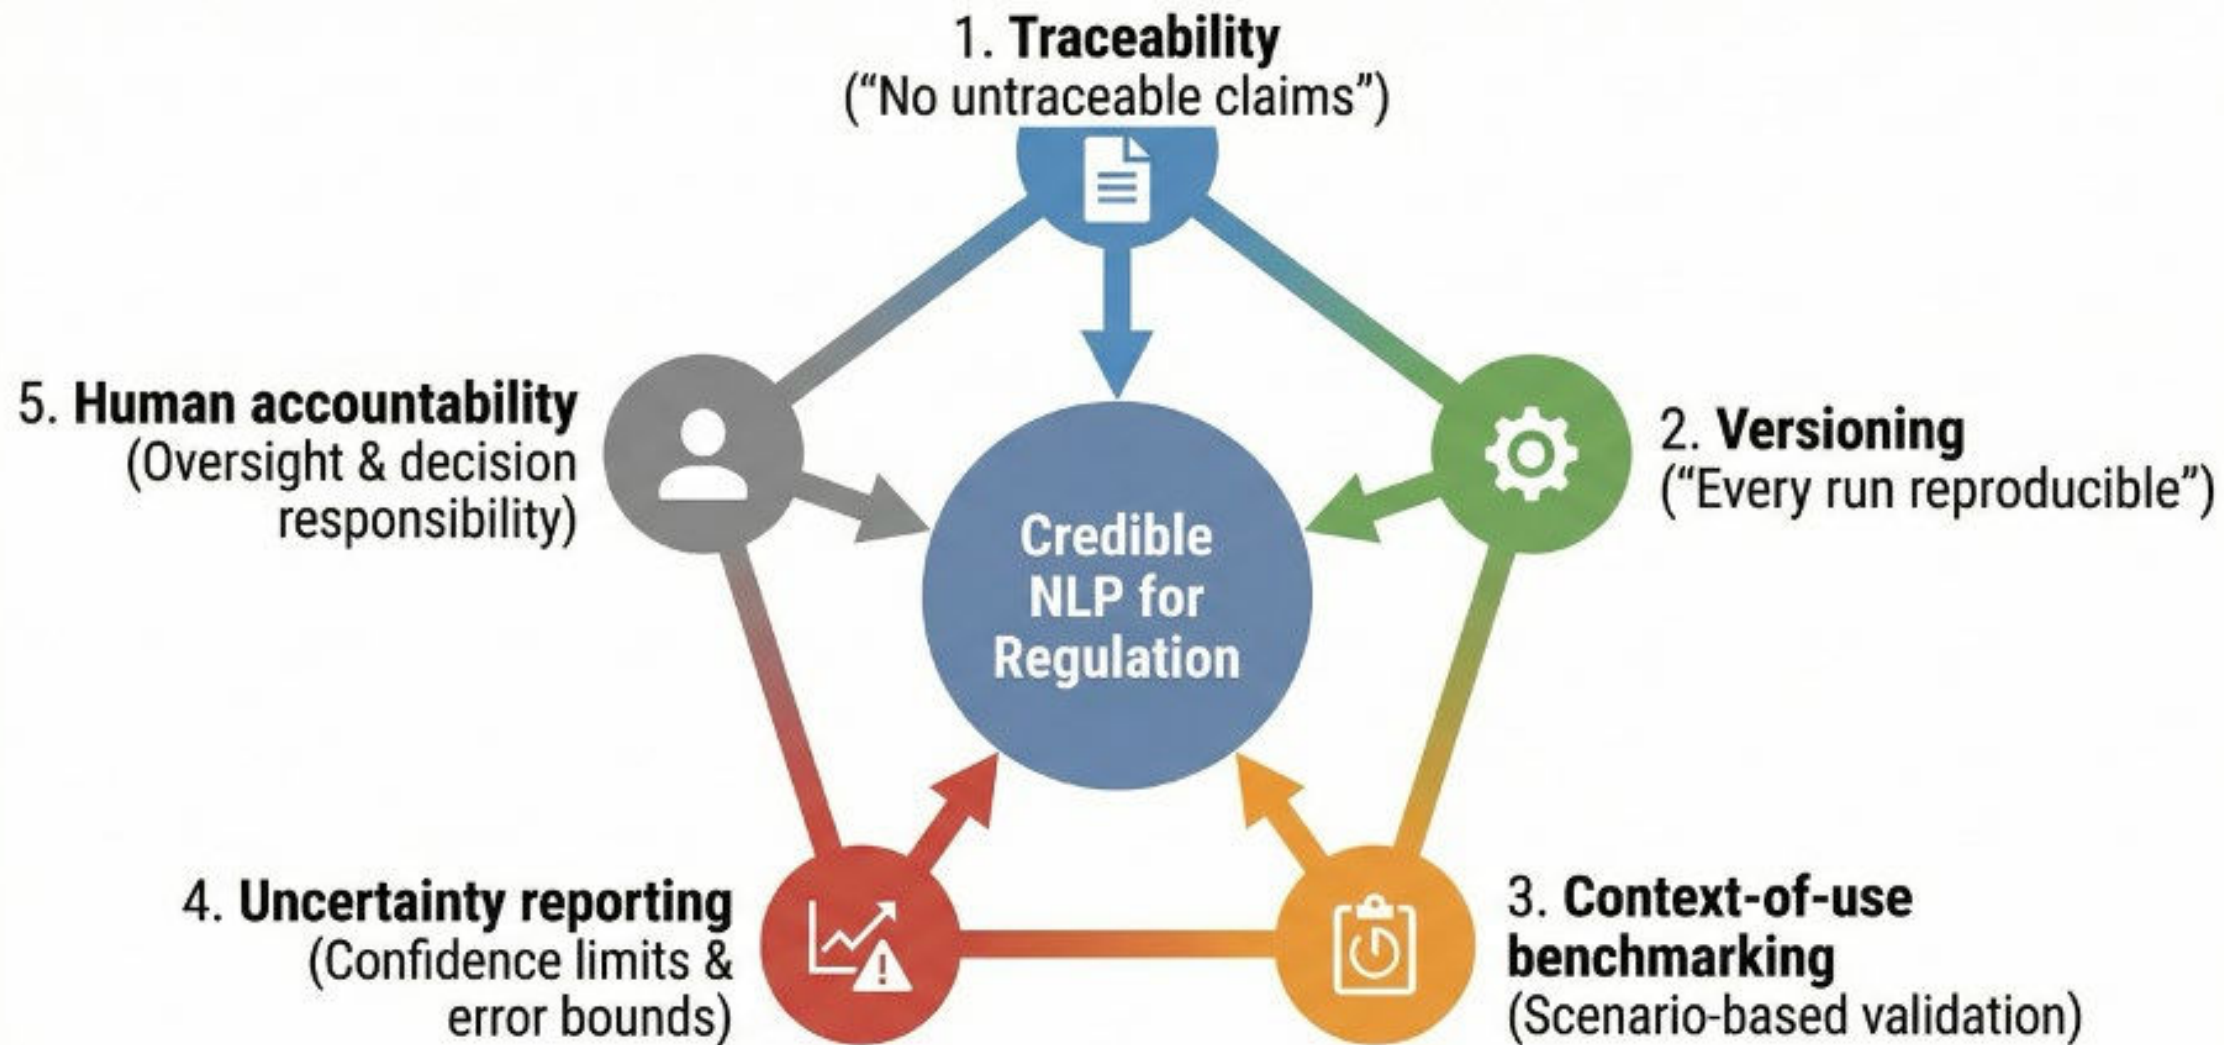 1. Traceability
(“No untraceable claims”)
5. Human accountability
(Oversight & decision
responsibility)
2. Versioning
(“Every run reproducible”)
Credible
NLP for
Regulation
4. Uncertainty reporting
(Confidence limits &
error bounds)
3. Context-of-use
benchmarking
(Scenario-based validation)